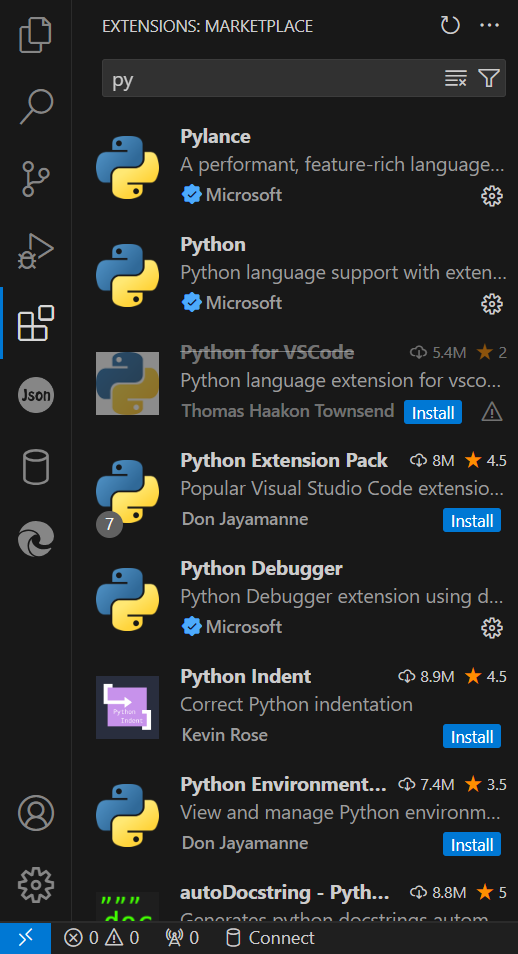 EXTENSIONS: MARKETPLACE
py
Pylance
A performant, feature-rich language...
Microsoft
Python
Python language support with exten...
Microsoft
Python for VSCode 5.4M 2
Python language extension for vsco...
Thomas Haakon Townsend Install
Python Extension Pack 8M 4.5
Popular Visual Studio Code extensio...
7
Don Jayamanne Install
Json
Python Debugger
Python Debugger extension using d...
Microsoft
Python Indent 8.9M 4.5
Correct Python indentation
Python
Indent
Kevin Rose Install
Python Environment... 7.4M 3.5
View and manage Python environm...
Don Jayamanne Install
autoDocstring - Pyth... 8.8M 5
"""
doc
Generates python docstrings autom...
0 0 0 Connect